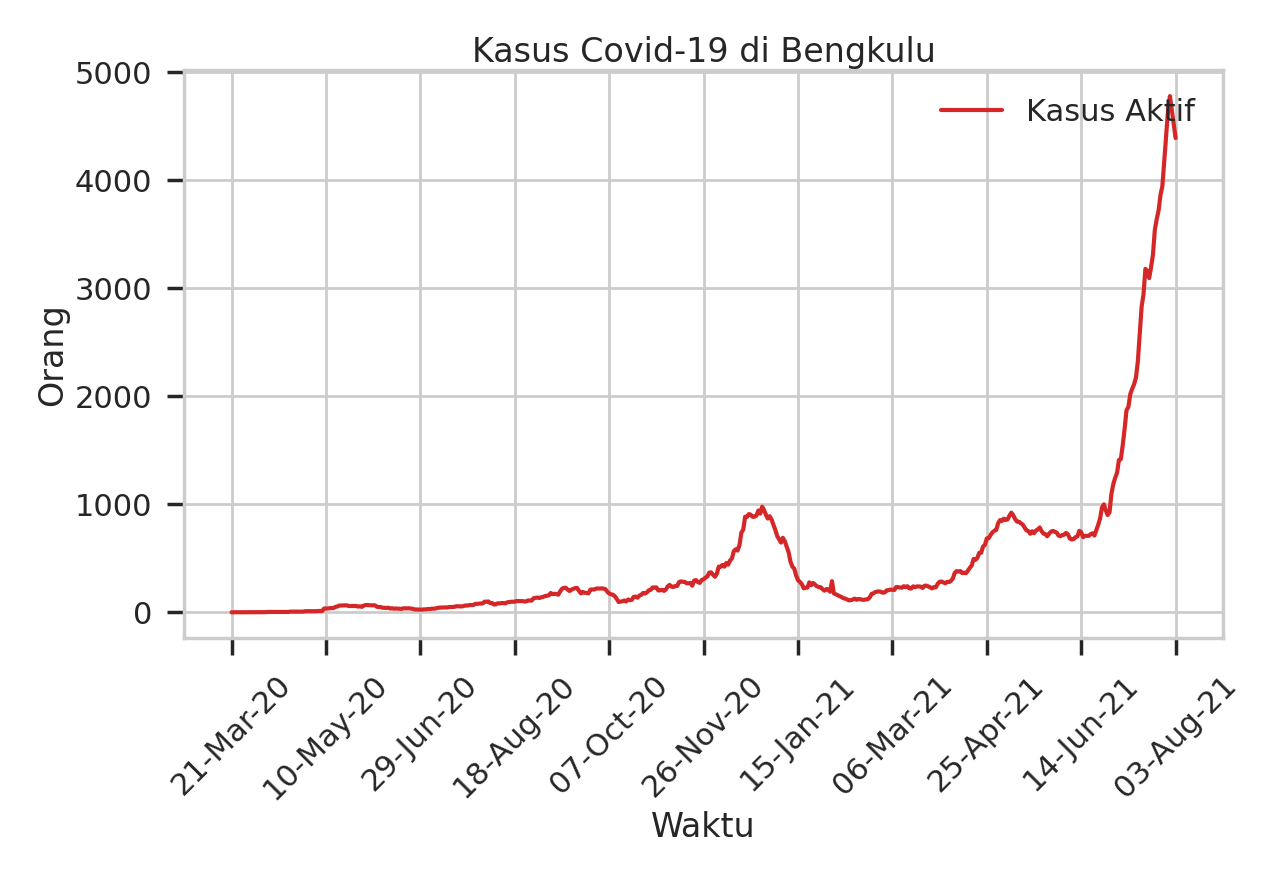 Kasus Covid-19 di Bengkulu
Kasus Aktif
Orang
5000
4000
3000
2000
1000
0
21-Mar-20
10-May-20
29-Jun-20
18-Aug-20
07-Oct-20
26-Nov-20
15-Jan-21
06-Mar-21
25-Apr-21
14-Jun-21
03-Aug-21
Waktu